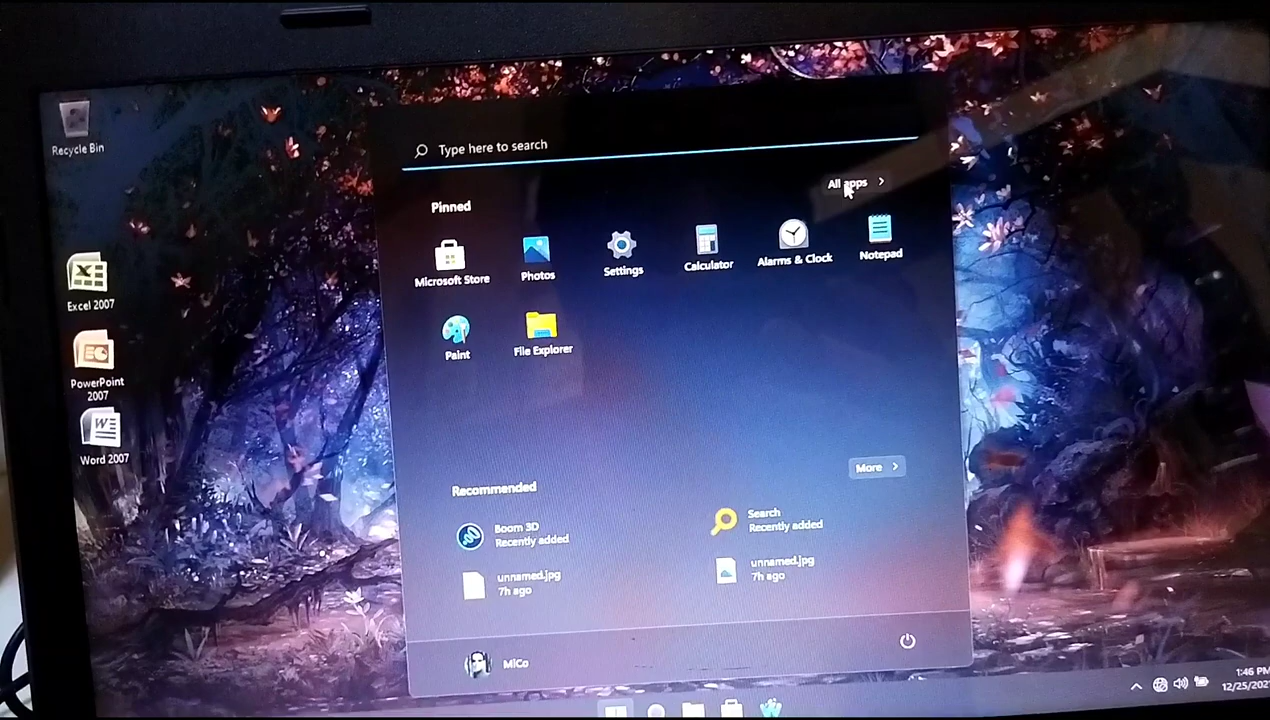 Recycle Bin
Excel 2007
PowerPoint
2007
Word 2007
Type here to search
All apps
Pinned
Microsoft Store
Photos
Settings
Calculator
Alarms & Clock
Notepad
Paint
File Explorer
More
Recommended
Boom 3D
Recently added
Search
Recently added
unnamed.jpg
7h ago
unnamed.jpg
7h ago
MiCo
1:46 PM
12/25/202